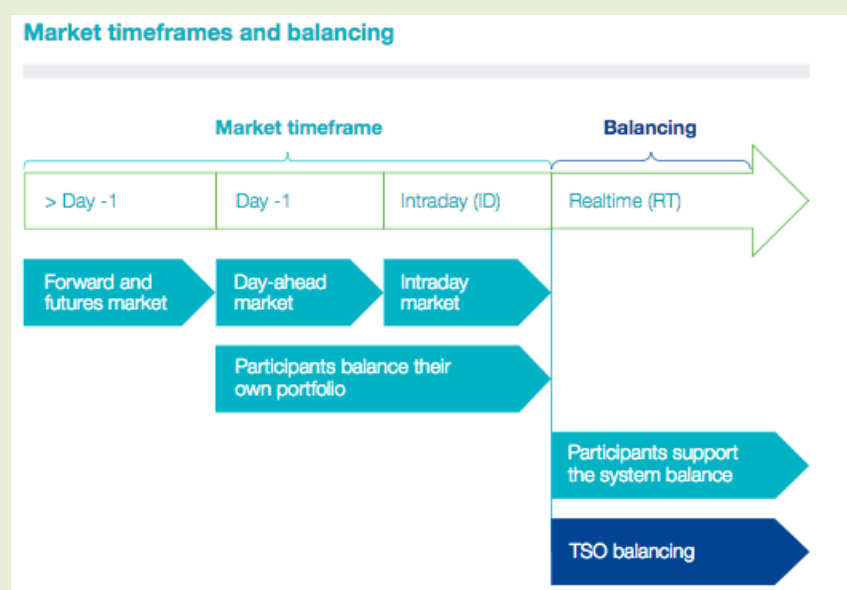 Market timeframes and balancing
Market timeframe
Balancing
> Day -1
Day -1
Intraday (ID)
Realtime (RT)
Forward and
futures market
Day-ahead
market
Intraday
market
Participants balance their
own portfolio
Participants support
the system balance
TSO balancing